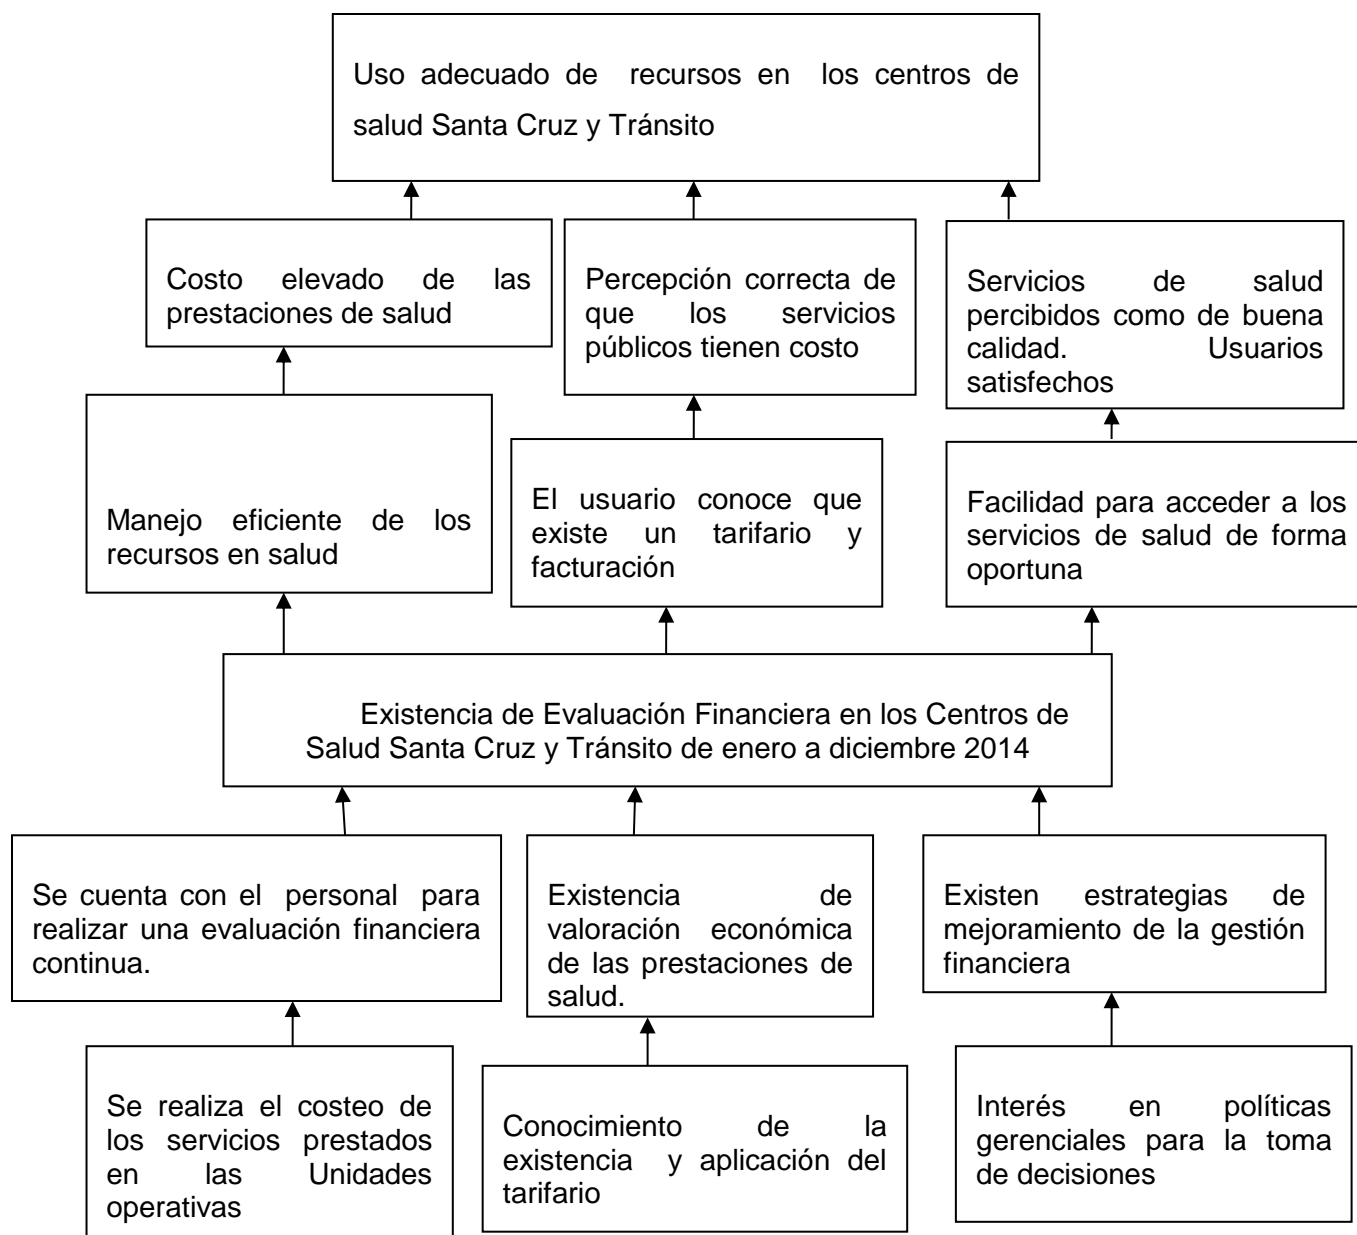 Uso adecuado de recursos en los centros de
salud Santa Cruz y Tránsito
Costo elevado de las
prestaciones de salud
Percepción correcta de
que los servicios
públicos tienen costo
Servicios de salud
percibidos como de buena
calidad. Usuarios
satisfechos
Manejo eficiente de los
recursos en salud
El usuario conoce que
existe un tarifario y
facturación
Facilidad para acceder a los
servicios de salud de forma
oportuna
Existencia de Evaluación Financiera en los Centros de
Salud Santa Cruz y Tránsito de enero a diciembre 2014
Se cuenta con el personal para
realizar una evaluación financiera
continua.
Existencia de
valoración económica
de las prestaciones de
salud.
Existen estrategias de
mejoramiento de la gestión
financiera
Se realiza el costeo de
los servicios prestados
en las Unidades
operativas
Conocimiento de la
existencia y aplicación del
tarifario
Interés en políticas
gerenciales para la toma
de decisiones